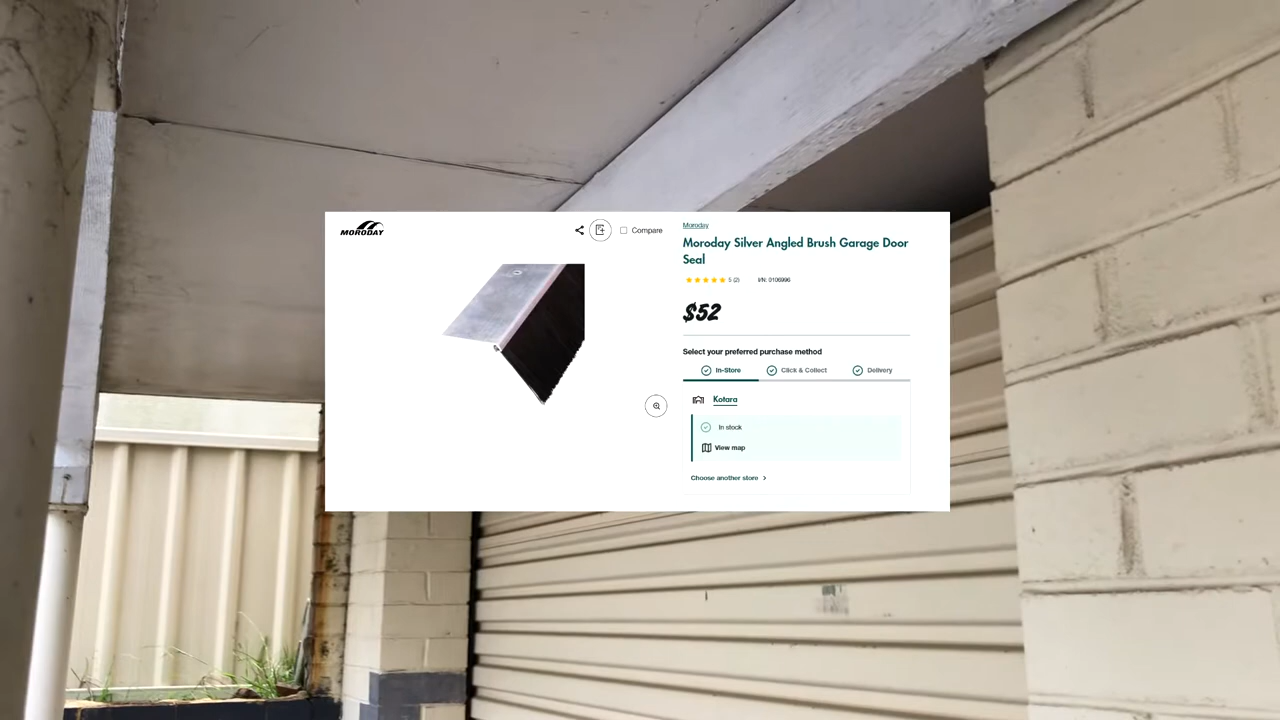 MORODAY
Compare
Moroday
Moroday Silver Angled Brush Garage Door
Seal
5 (2)
I/N: 0106996
$52
Select your preferred purchase method
In-Store
Click & Collect
Delivery
Kotara
In stock
View map
Choose another store